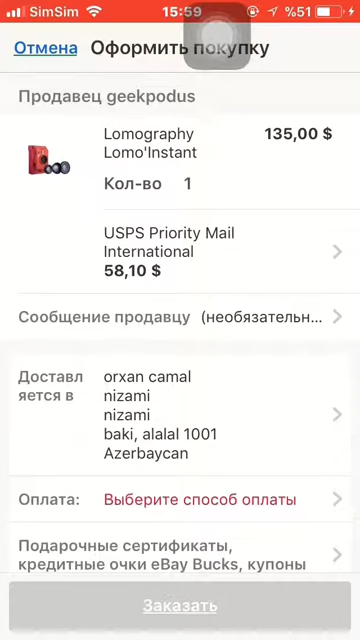 SimSim 15:59 %51
Отмена Оформить покупку
Продавец geekpodus
Lomography 135,00 $
Lomo'Instant
Кол-во 1
USPS Priority Mail
International
58,10 $
Сообщение продавцу (необязательн...
Доставл orxan camal
яется в nizami
nizami
baki, alalal 1001
Azerbaycan
Оплата: Выберите способ оплаты
Подарочные сертификаты,
кредитные очки eBay Bucks, купоны
Заказать